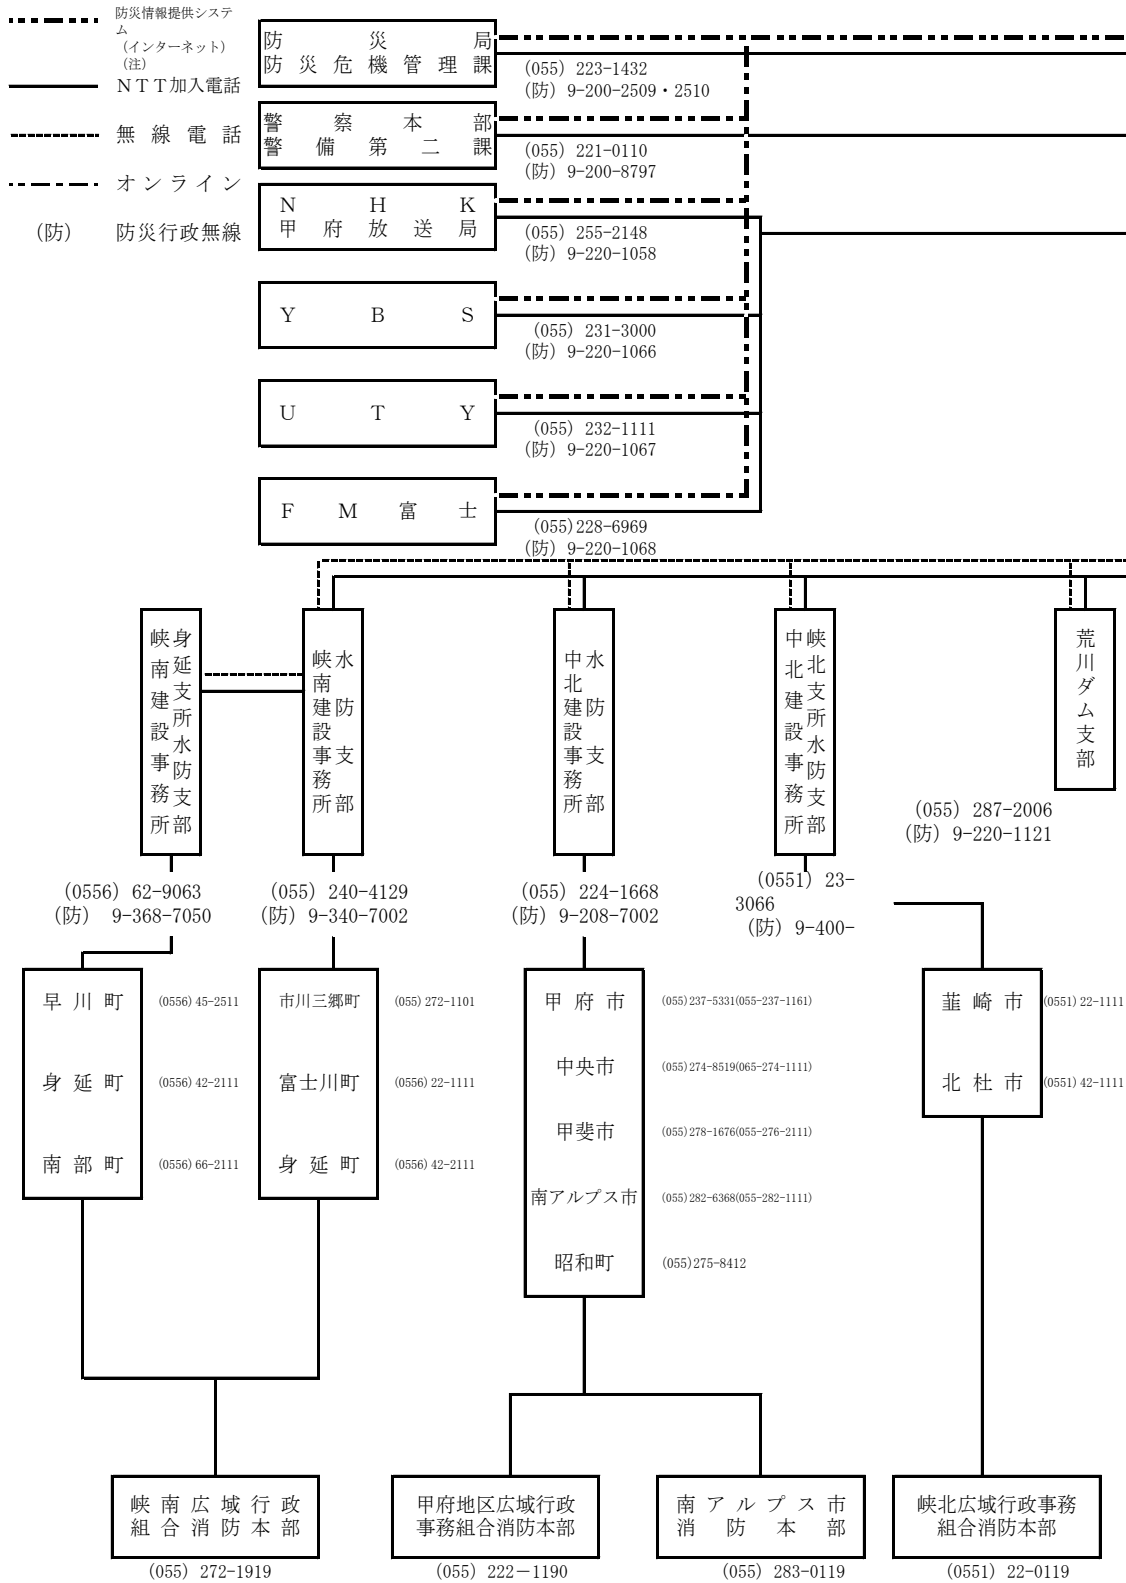 防災情報提供システ
ム
（インターネット）
（注）
ＮＴＴ加入電話
無線電話
オンライン
（防） 防災行政無線
防災局
防災危機管理課
（055）223-1432
（防）9-200-2509・2510
警察本部
警備第二課
（055）221-0110
（防）9-200-8797
ＮＨＫ
甲府放送局
（055）255-2148
（防）9-220-1058
ＹＢＳ
（055）231-3000
（防）9-220-1066
ＵＴＹ
（055）232-1111
（防）9-220-1067
ＦＭ富士
（055)228-6969
（防）9-220-1068
峡南建設事務所
身延支所水防支部
峡南建設事務所
水防支部
中北建設事務所
水防支部
中北建設事務所
峡北支所水防支部
荒川ダム支部
（055）287-2006
（防）9-220-1121
（0556）62-9063
（防） 9-368-7050
（055）240-4129
（防）9-340-7002
（055）224-1668
（防）9-208-7002
（0551）23-
3066
（防）9-400-
早川町 (0556) 45-2511
身延町 (0556) 42-2111
南部町 (0556) 66-2111
市川三郷町 (055) 272-1101
富士川町 (0556) 22-1111
身延町 (0556) 42-2111
甲府市 (055)237-5331(055-237-1161)
中央市 (055)274-8519(065-274-1111)
甲斐市 (055)278-1676(055-276-2111)
南アルプス市 (055)282-6368(055-282-1111)
昭和町 (055)275-8412
韮崎市 (0551) 22-1111
北杜市 (0551) 42-1111
峡南広域行政
組合消防本部
（055）272-1919
甲府地区広域行政
事務組合消防本部
（055）222－1190
南アルプス市
消防本部
（055）283-0119
峡北広域行政事務
組合消防本部
（0551）22-0119